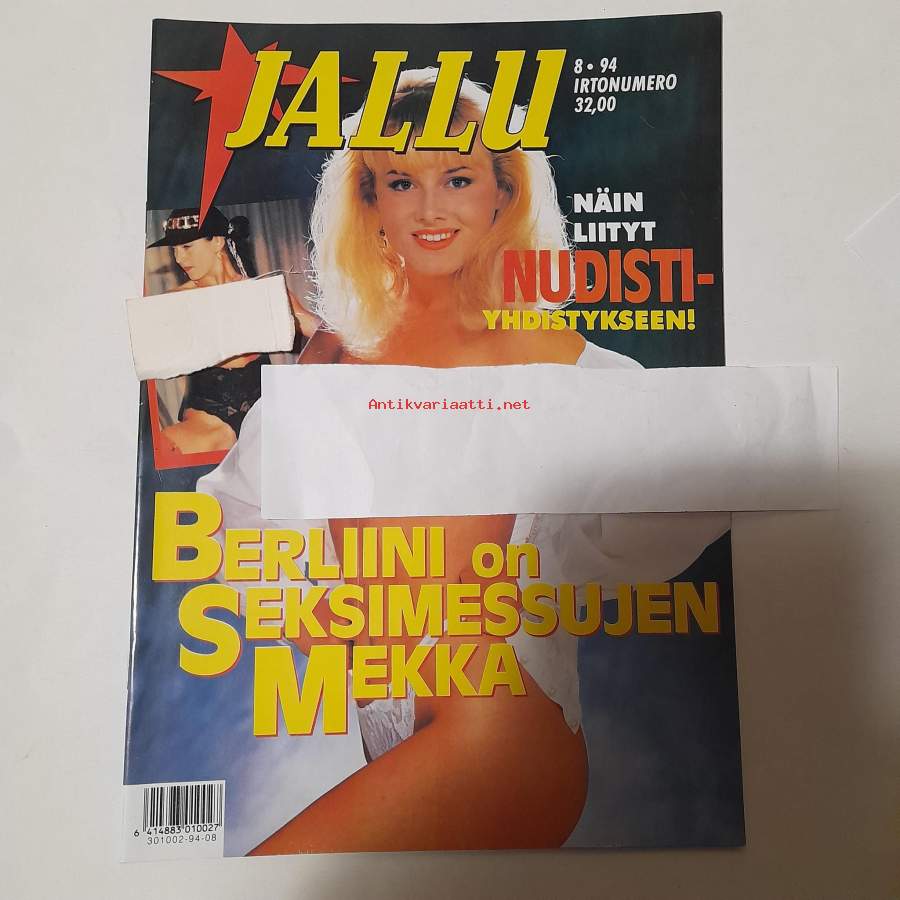 JALLU
8 • 94
IRTONUMERO
32,00
NÄIN
LIITYT
NUDISTI-
YHDISTYKSEEN!
Antikvariaatti.net
BERLIINI on
SEKSIMESSUJEN
MEKKA
6 414883 010027
301002-94-08